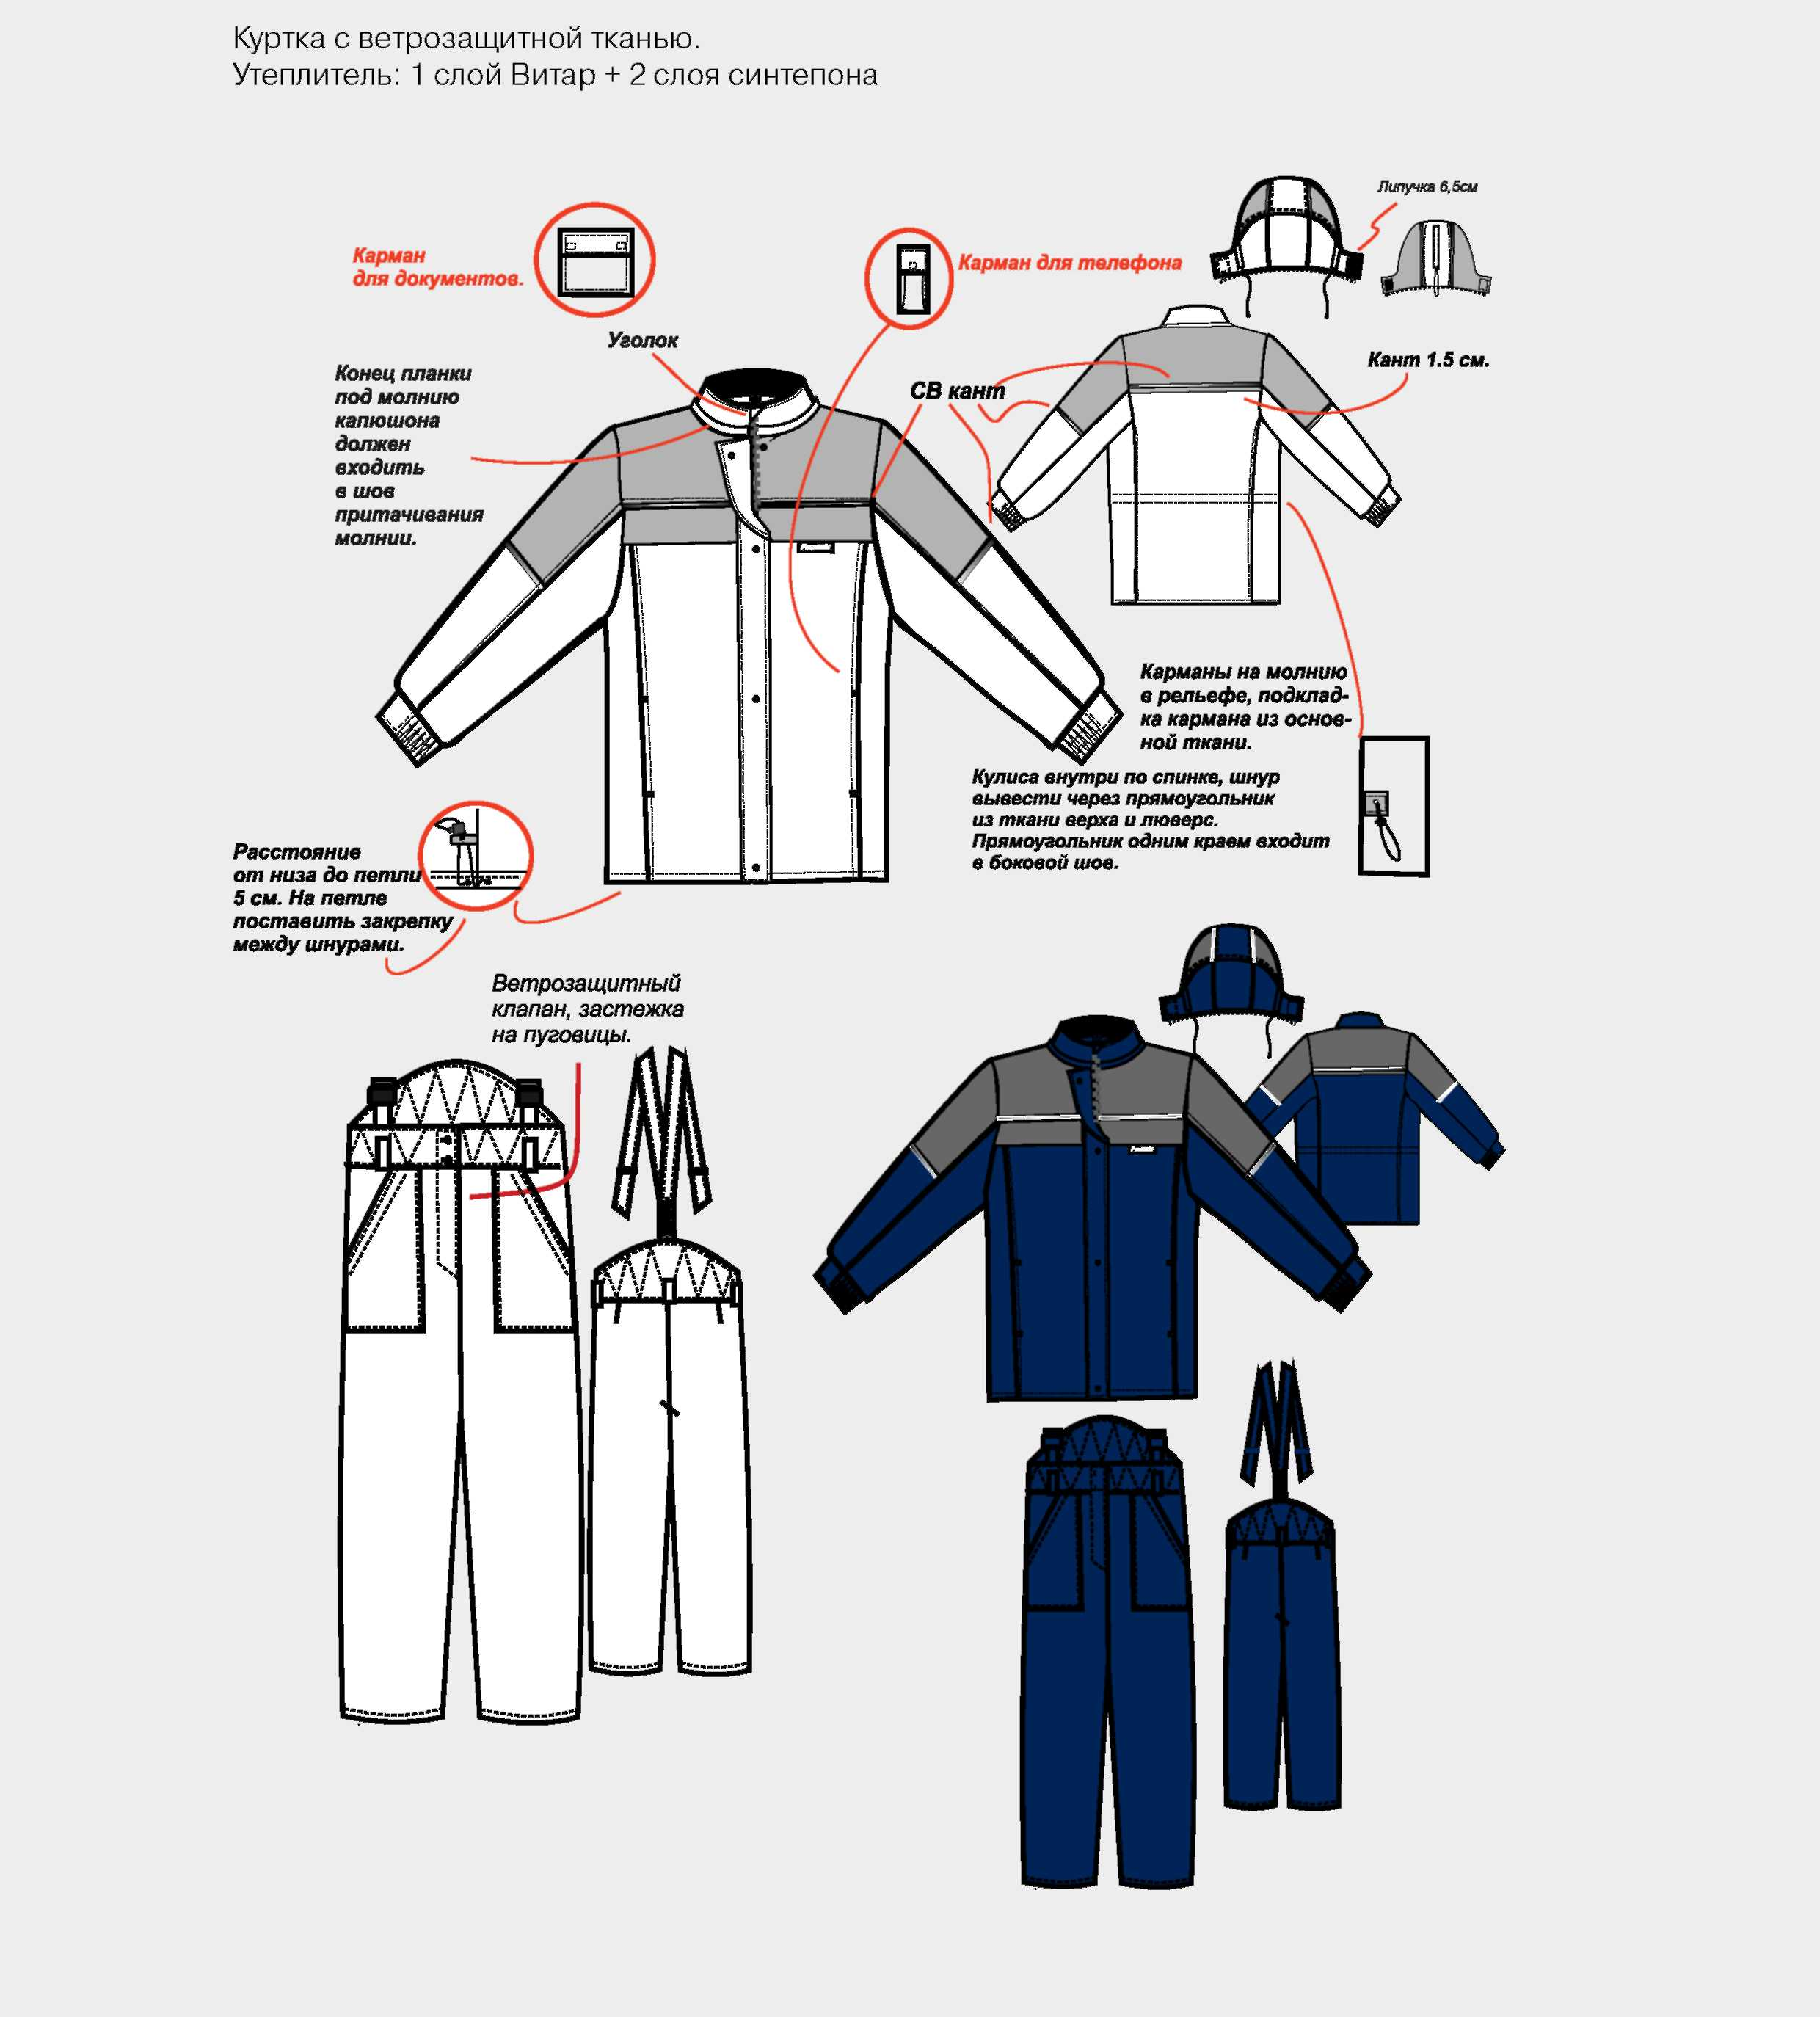 Куртка с ветрозащитной тканью.
Утеплитель: 1 слой Витар + 2 слоя синтепона
Липучка 6,5см
Карман
для документов.
Карман для телефона
Уголок
Конец планки
под молнию
капюшона
должен
входить
в шов
притачивания
молнии.
СВ кант
Кант 1.5 см.
Карманы на молнию
в рельефе, подклад-
ка кармана из основ-
ной ткани.
Кулиса внутри по спинке, шнур
вывести через прямоугольник
из ткани верха и люверс.
Прямоугольник одним краем входит
в боковой шов.
Расстояние
от низа до петли
5 см. На петле
поставить закрепку
между шнурами.
Ветрозащитный
клапан, застежка
на пуговицы.